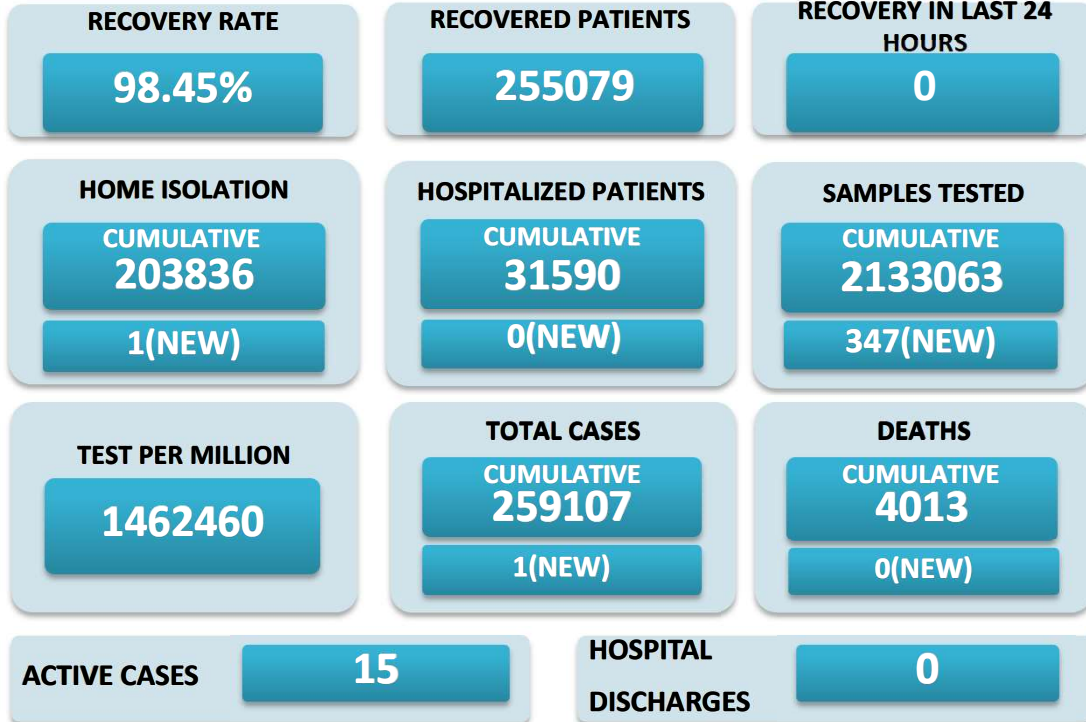 RECOVERY RATE
98.45%
RECOVERED PATIENTS
255079
RECOVERY IN LAST 24
HOURS
0
HOME ISOLATION
CUMULATIVE
203836
1(NEW)
HOSPITALIZED PATIENTS
CUMULATIVE
31590
0(NEW)
SAMPLES TESTED
CUMULATIVE
2133063
347(NEW)
TEST PER MILLION
1462460
TOTAL CASES
CUMULATIVE
259107
1(NEW)
DEATHS
CUMULATIVE
4013
0(NEW)
ACTIVE CASES
15
HOSPITAL
DISCHARGES
0